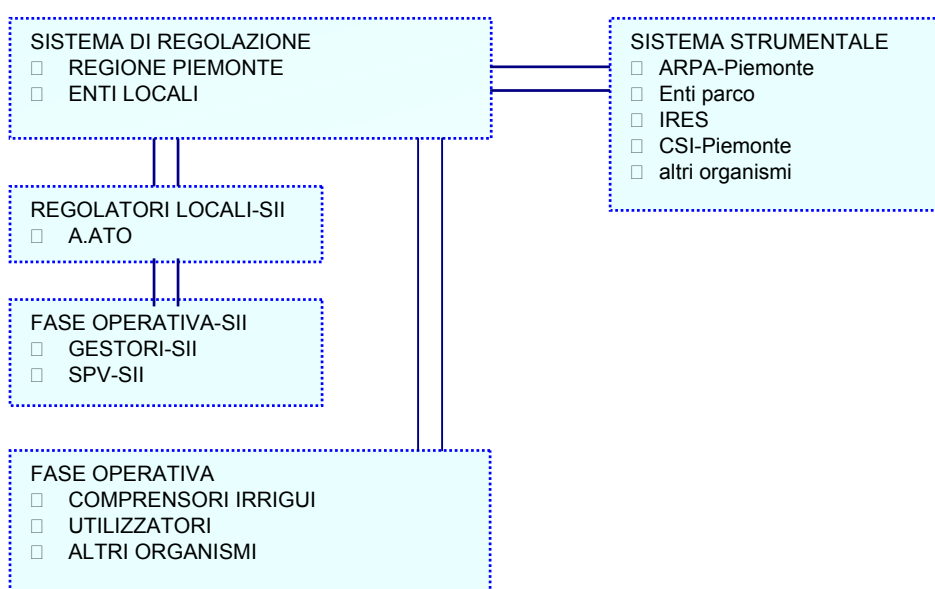 SISTEMA DI REGOLAZIONE
REGIONE PIEMONTE
ENTI LOCALI
SISTEMA STRUMENTALE
ARPA-Piemonte
Enti parco
IRES
CSI-Piemonte
altri organismi
REGOLATORI LOCALI-SII
A.ATO
FASE OPERATIVA-SII
GESTORI-SII
SPV-SII
FASE OPERATIVA
COMPRENSORI IRRIGUI
UTILIZZATORI
ALTRI ORGANISMI